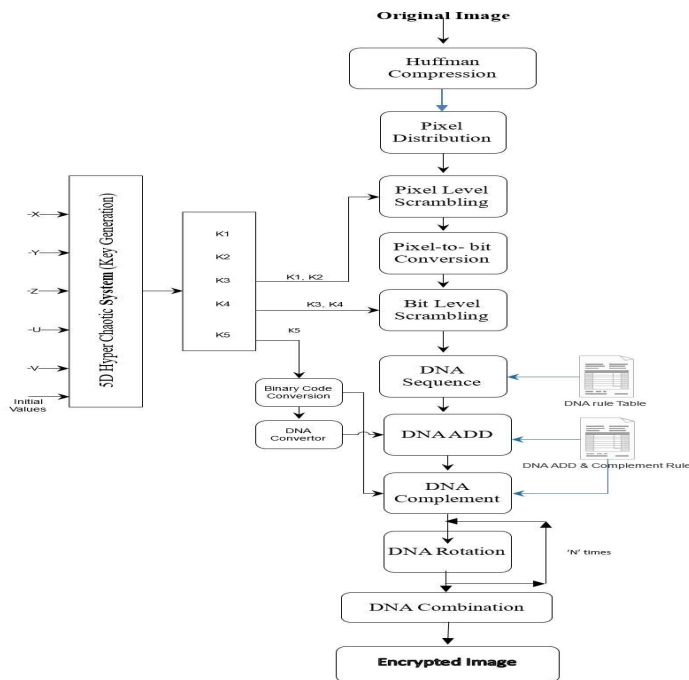 Original Image
Huffman
Compression
Pixel
Distribution
Pixel Level
Scrambling
Pixel-to- bit
Conversion
Bit Level
Scrambling
DNA
Sequence
DNA ADD
DNA
Complement
DNA Rotation
'N' times
DNA Combination
Encrypted Image
-X
-Y
-Z
-U
-V
Initial
Values
5D Hyper Chaotic System (Key Generation)
K1
K2
K3
K4
K5
K1, K2
K3, K4
K5
Binary Code
Conversion
DNA
Convertor
DNA rule Table
DNA ADD & Complement Rule